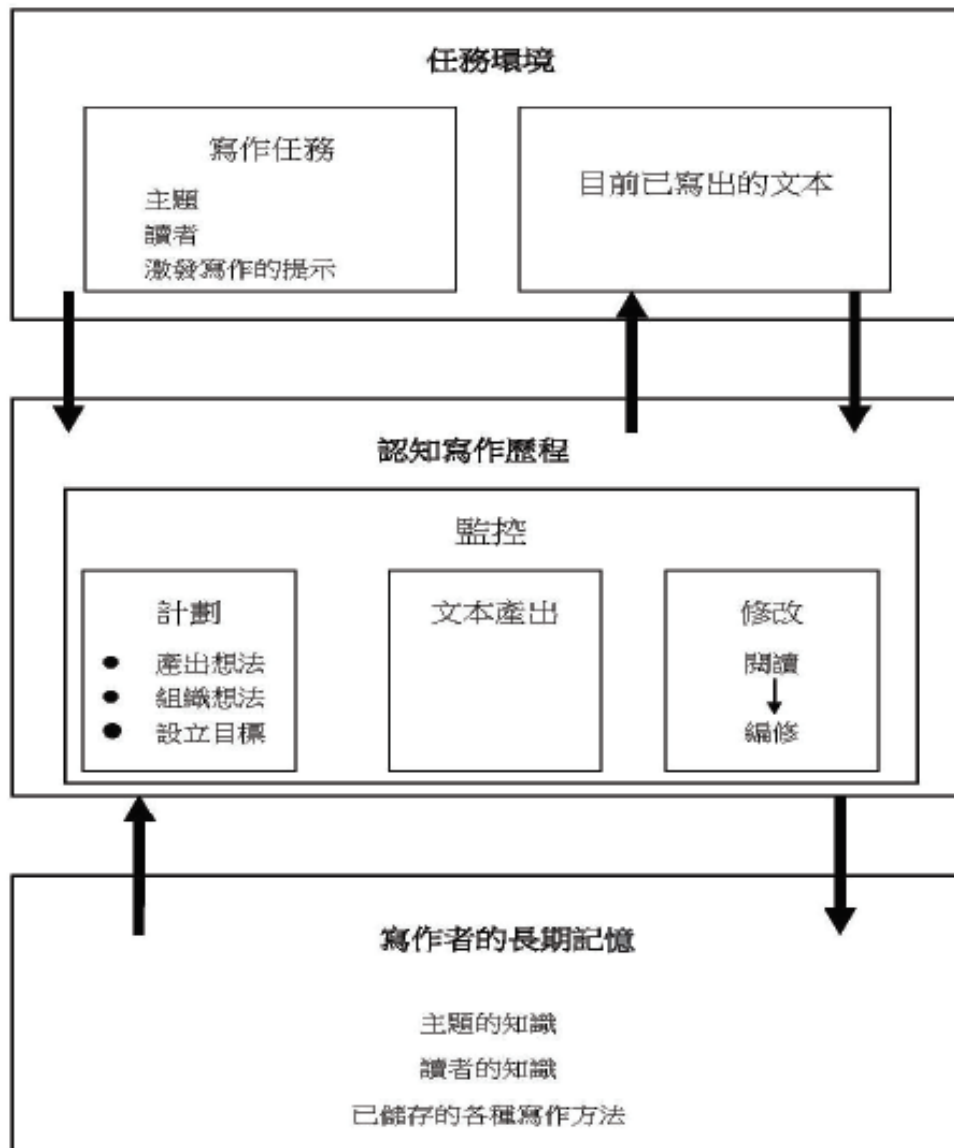 任務環境
寫作任務
主題
讀者
激發寫作的提示
目前已寫出的文本
認知寫作歷程
監控
計劃
產出想法
組織想法
設立目標
文本產出
修改
閱讀
編修
寫作者的長期記憶
主題的知識
讀者的知識
已儲存的各種寫作方法